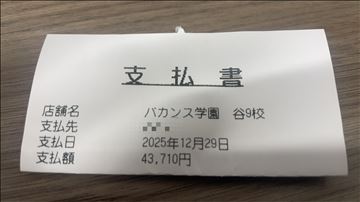 支払書
店舗名 バカンス学園 谷9校
支払先
支払日 2025年12月29日
支払額 43,710円